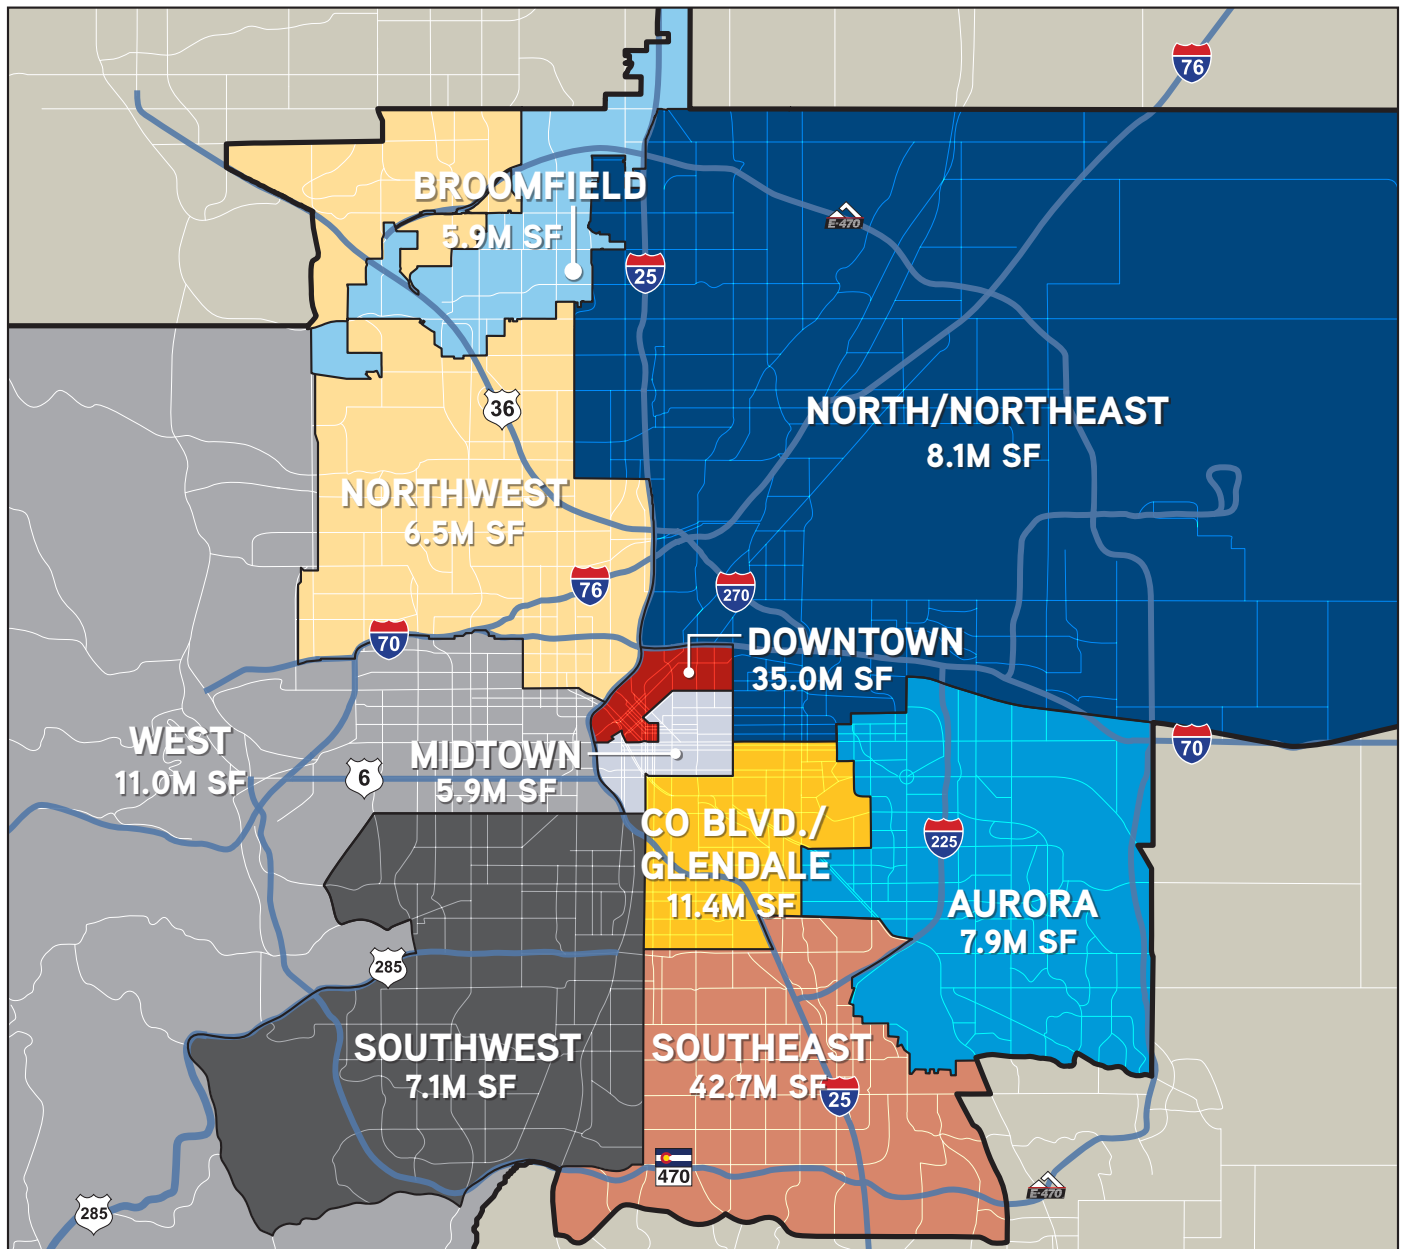 76
BROOMFIELD
5.9M SF
E-470
25
36
NORTH/NORTHEAST
8.1M SF
NORTHWEST
6.5M SF
76
270
70
DOWNTOWN
35.0M SF
WEST
11.0M SF
6
MIDTOWN
5.9M SF
70
CO BLVD./
GLENDALE
11.4M SF
225
AURORA
7.9M SF
285
SOUTHWEST
7.1M SF
SOUTHEAST
42.7M SF
25
470
E-470
285